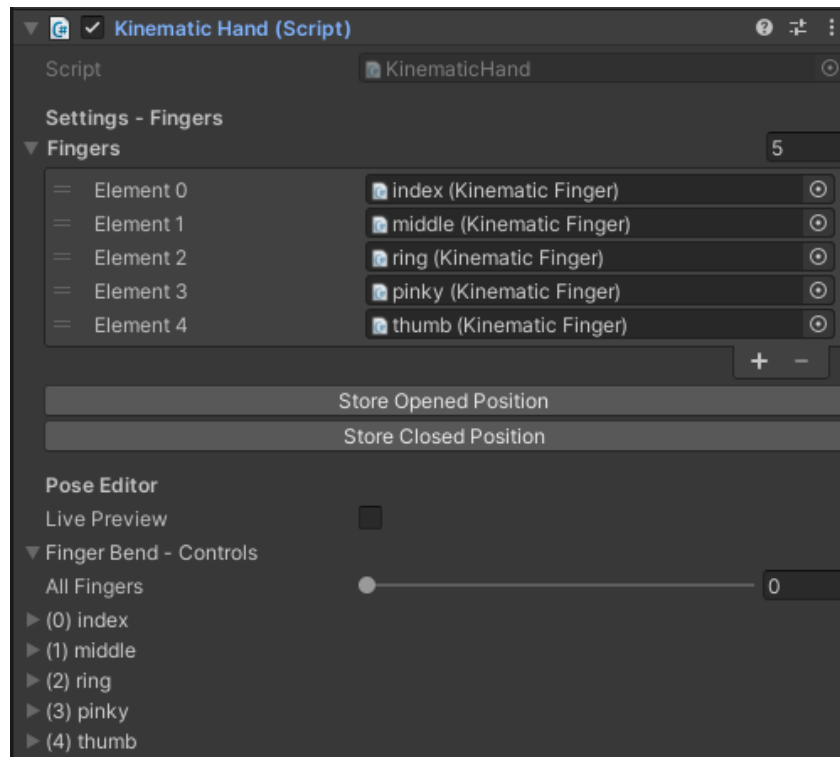 Kinematic Hand (Script)
Script KinematicHand
Settings - Fingers
Fingers 5
Element 0 index (Kinematic Finger)
Element 1 middle (Kinematic Finger)
Element 2 ring (Kinematic Finger)
Element 3 pinky (Kinematic Finger)
Element 4 thumb (Kinematic Finger)
Store Opened Position
Store Closed Position
Pose Editor
Live Preview
Finger Bend - Controls
All Fingers 0
(0) index
(1) middle
(2) ring
(3) pinky
(4) thumb